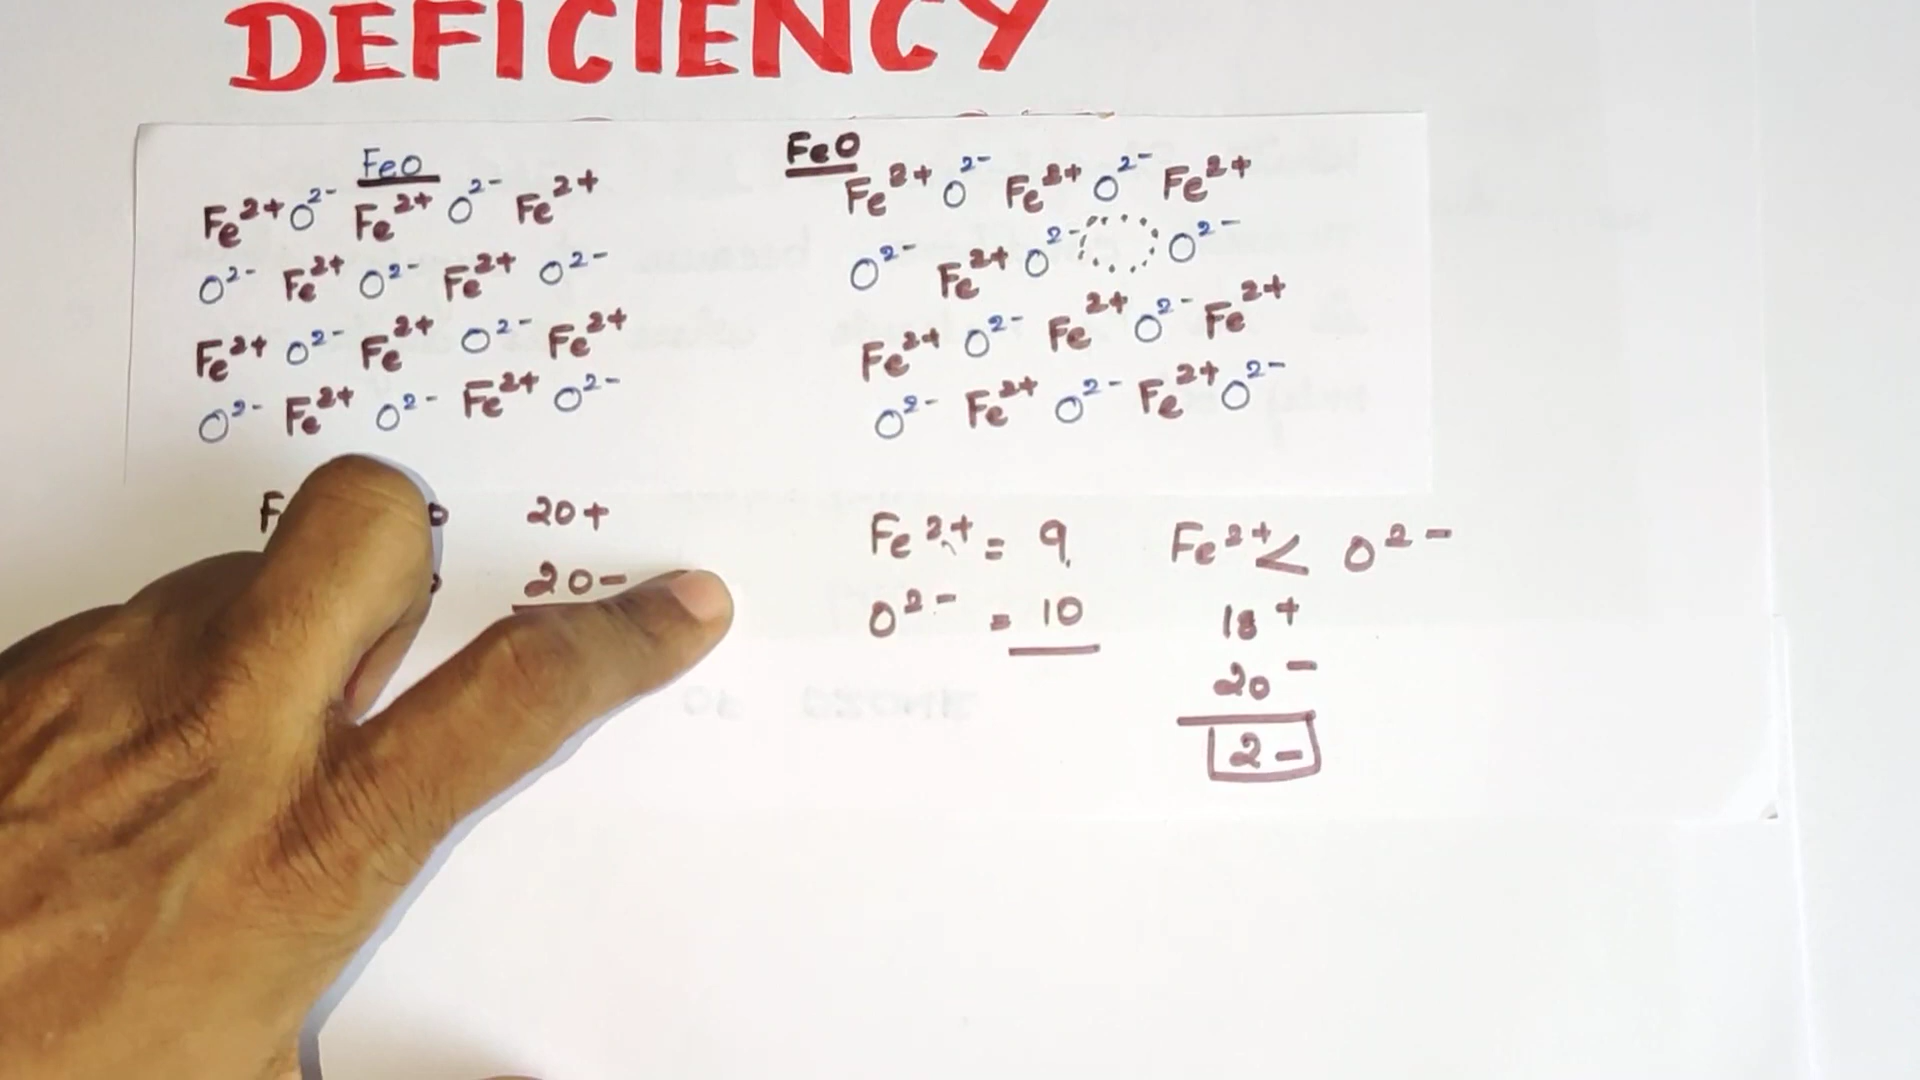 DEFICIENCY
FeO
Fe²⁺ O²⁻ Fe²⁺ O²⁻ Fe²⁺
O²⁻ Fe²⁺ O²⁻ Fe²⁺ O²⁻
Fe²⁺ O²⁻ Fe²⁺ O²⁻ Fe²⁺
O²⁻ Fe²⁺ O²⁻ Fe²⁺ O²⁻
20+
20-
FeO
Fe²⁺ O²⁻ Fe²⁺ O²⁻ Fe²⁺
O²⁻ Fe²⁺ O²⁻ O²⁻
Fe²⁺ O²⁻ Fe²⁺ O²⁻ Fe²⁺
O²⁻ Fe²⁺ O²⁻ Fe²⁺ O²⁻
Fe²⁺ = 9
O²⁻ = 10
Fe²⁺ < O²⁻
18+
20-
2-